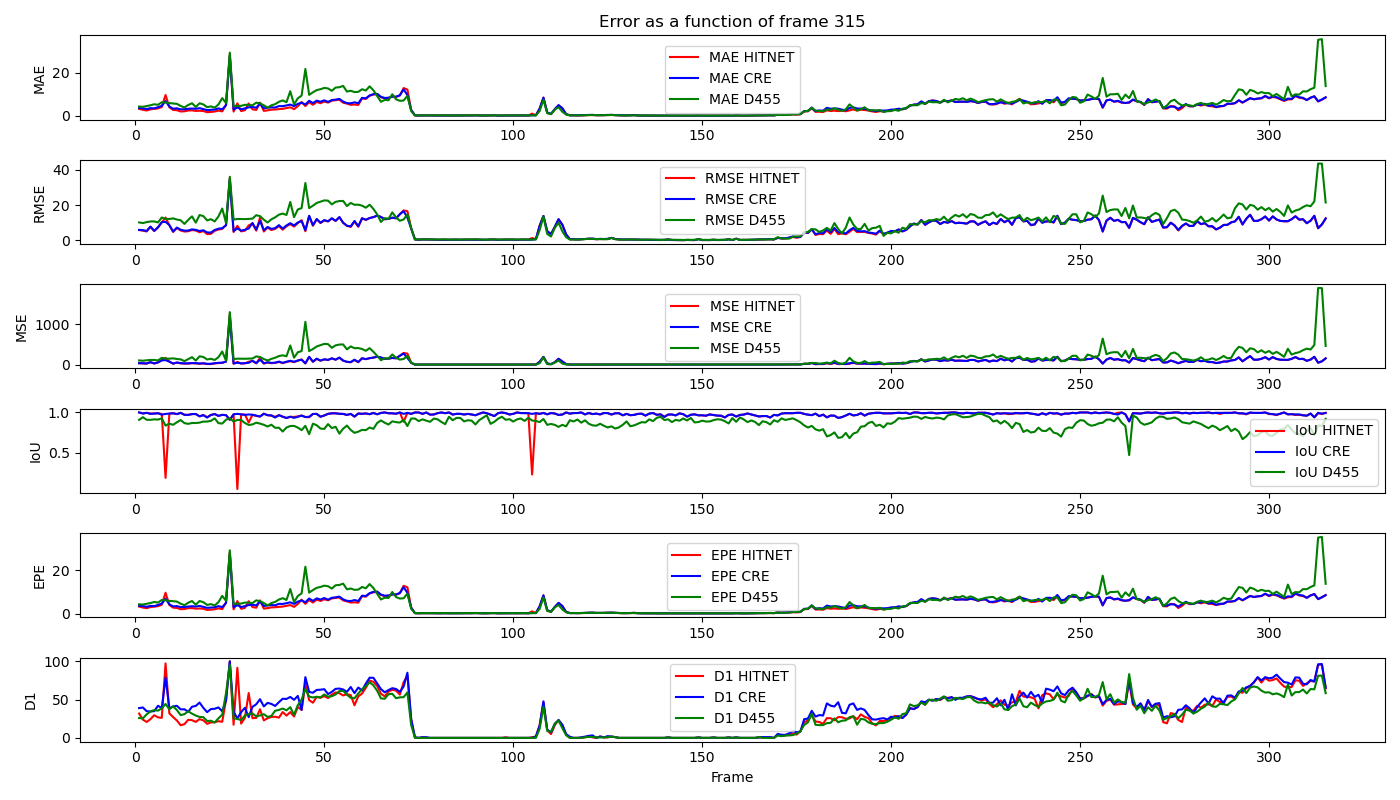 Error as a function of frame 315
MAE
20
0
MAE HITNET
MAE CRE
MAE D455
0 50 100 150 200 250 300
RMSE
40
20
0
RMSE HITNET
RMSE CRE
RMSE D455
0 50 100 150 200 250 300
MSE
1000
0
MSE HITNET
MSE CRE
MSE D455
0 50 100 150 200 250 300
IoU
1.0
0.5
IoU HITNET
IoU CRE
IoU D455
0 50 100 150 200 250 300
EPE
20
0
EPE HITNET
EPE CRE
EPE D455
0 50 100 150 200 250 300
D1
100
50
0
D1 HITNET
D1 CRE
D1 D455
0 50 100 150 200 250 300
Frame